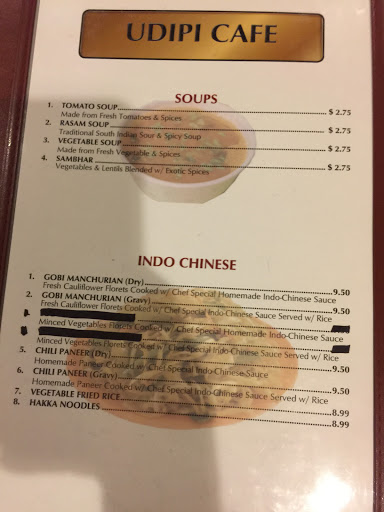 UDIPI CAFE
SOUPS
1. TOMATO SOUP $ 2.75
Made from Fresh Tomatoes & Spices
2. RASAM SOUP $ 2.75
Traditional South Indian Sour & Spicy Soup
3. VEGETABLE SOUP $ 2.75
Made from Fresh Vegetable & Spices
4. SAMBHAR $ 2.75
Vegetables & Lentils Blended w/ Exotic Spices
INDO CHINESE
1. GOBI MANCHURIAN (Dry) 9.50
Fresh Cauliflower Florets Cooked w/ Chef Special Homemade Indo-Chinese Sauce
2. GOBI MANCHURIAN (Gravy) 9.50
Fresh Cauliflower Florets Cooked w/ Chef Special Indo-Chinese Sauce Served w/ Rice
Minced Vegetables Florets Cooked w/ Chef Special Homemade Indo-Chinese Sauce
Minced Vegetables Florets Cooked w/ Chef Special Indo-Chinese Sauce Served w/ Rice
5. CHILI PANEER (Dry) 9.50
Homemade Paneer Cooked w/ Chef Special Indo-Chinese Sauce
6. CHILI PANEER (Gravy) 9.50
Homemade Paneer Cooked w/ Chef Special Indo-Chinese Sauce Served w/ Rice
7. VEGETABLE FRIED RICE 8.99
8. HAKKA NOODLES 8.99